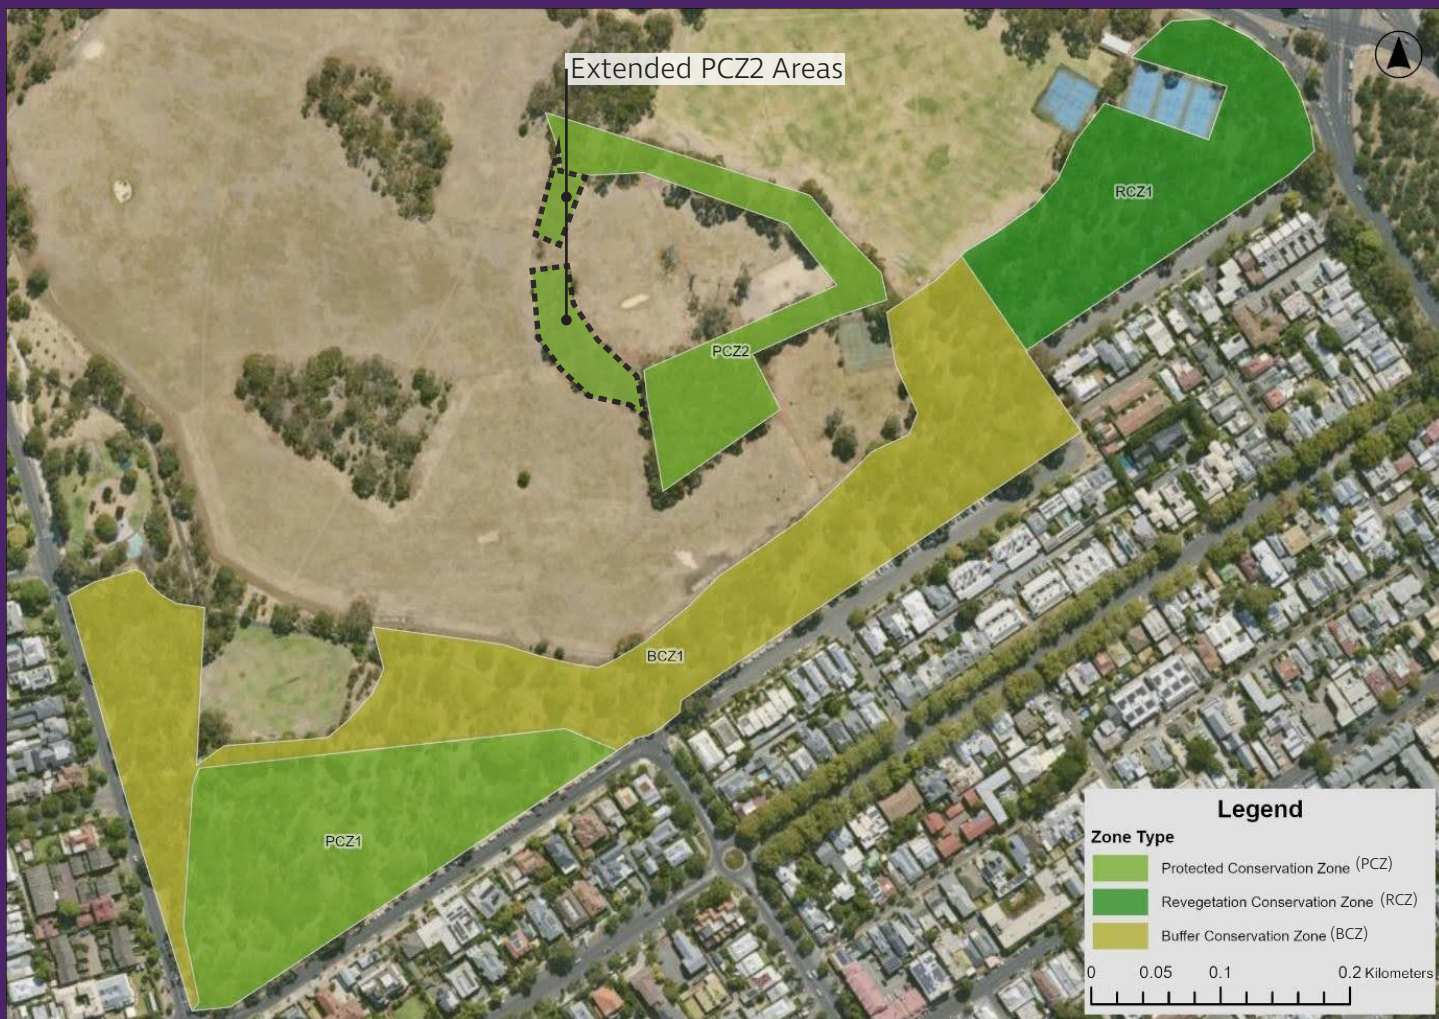 Extended PCZ2 Areas
RCZ1
PCZ2
BCZ1
PCZ1
Legend
Zone Type
Protected Conservation Zone (PCZ)
Revegetation Conservation Zone (RCZ)
Buffer Conservation Zone (BCZ)
0 0.05 0.1 0.2 Kilometers